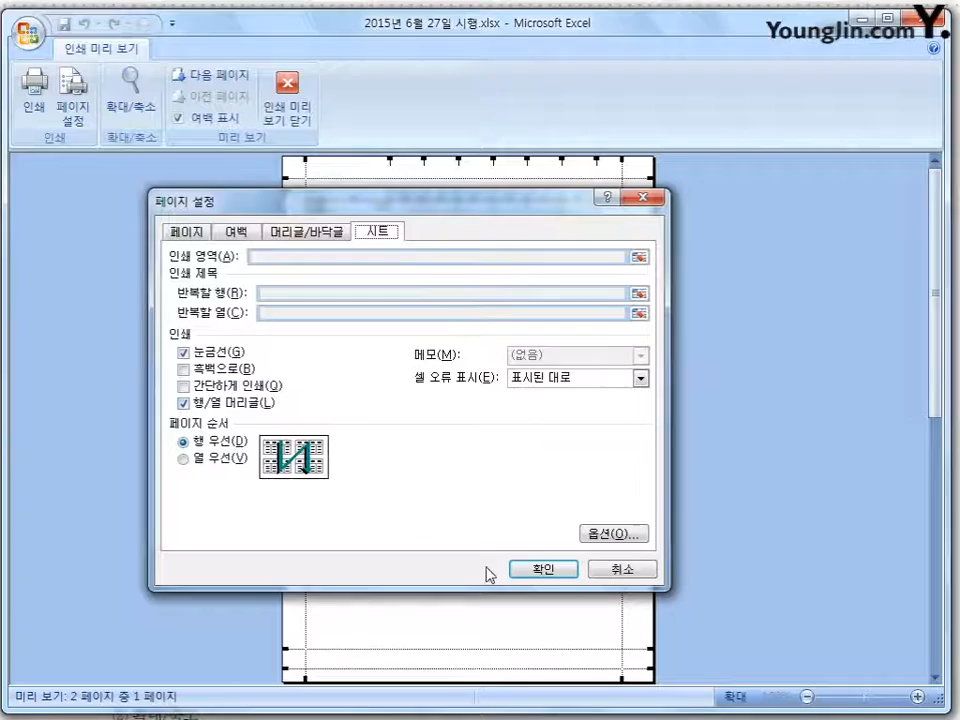 2015년 6월 27일 시행.xlsx - Microsoft Excel
YoungJin.com Y.
인쇄 미리 보기
인쇄
페이지 설정
확대/축소
다음 페이지
이전 페이지
여백 표시
인쇄 미리 보기 닫기
인쇄
확대/축소
미리 보기
페이지 설정
페이지
여백
머리글/바닥글
시트
인쇄 영역(A):
인쇄 제목
반복할 행(R):
반복할 열(C):
인쇄
눈금선(G)
메모(M): (없음)
흑백으로(B)
셀 오류 표시(E): 표시된 대로
간단하게 인쇄(Q)
행/열 머리글(L)
페이지 순서
행 우선(D)
열 우선(V)
옵션(O)...
확인
취소
미리 보기: 2 페이지 중 1 페이지
확대